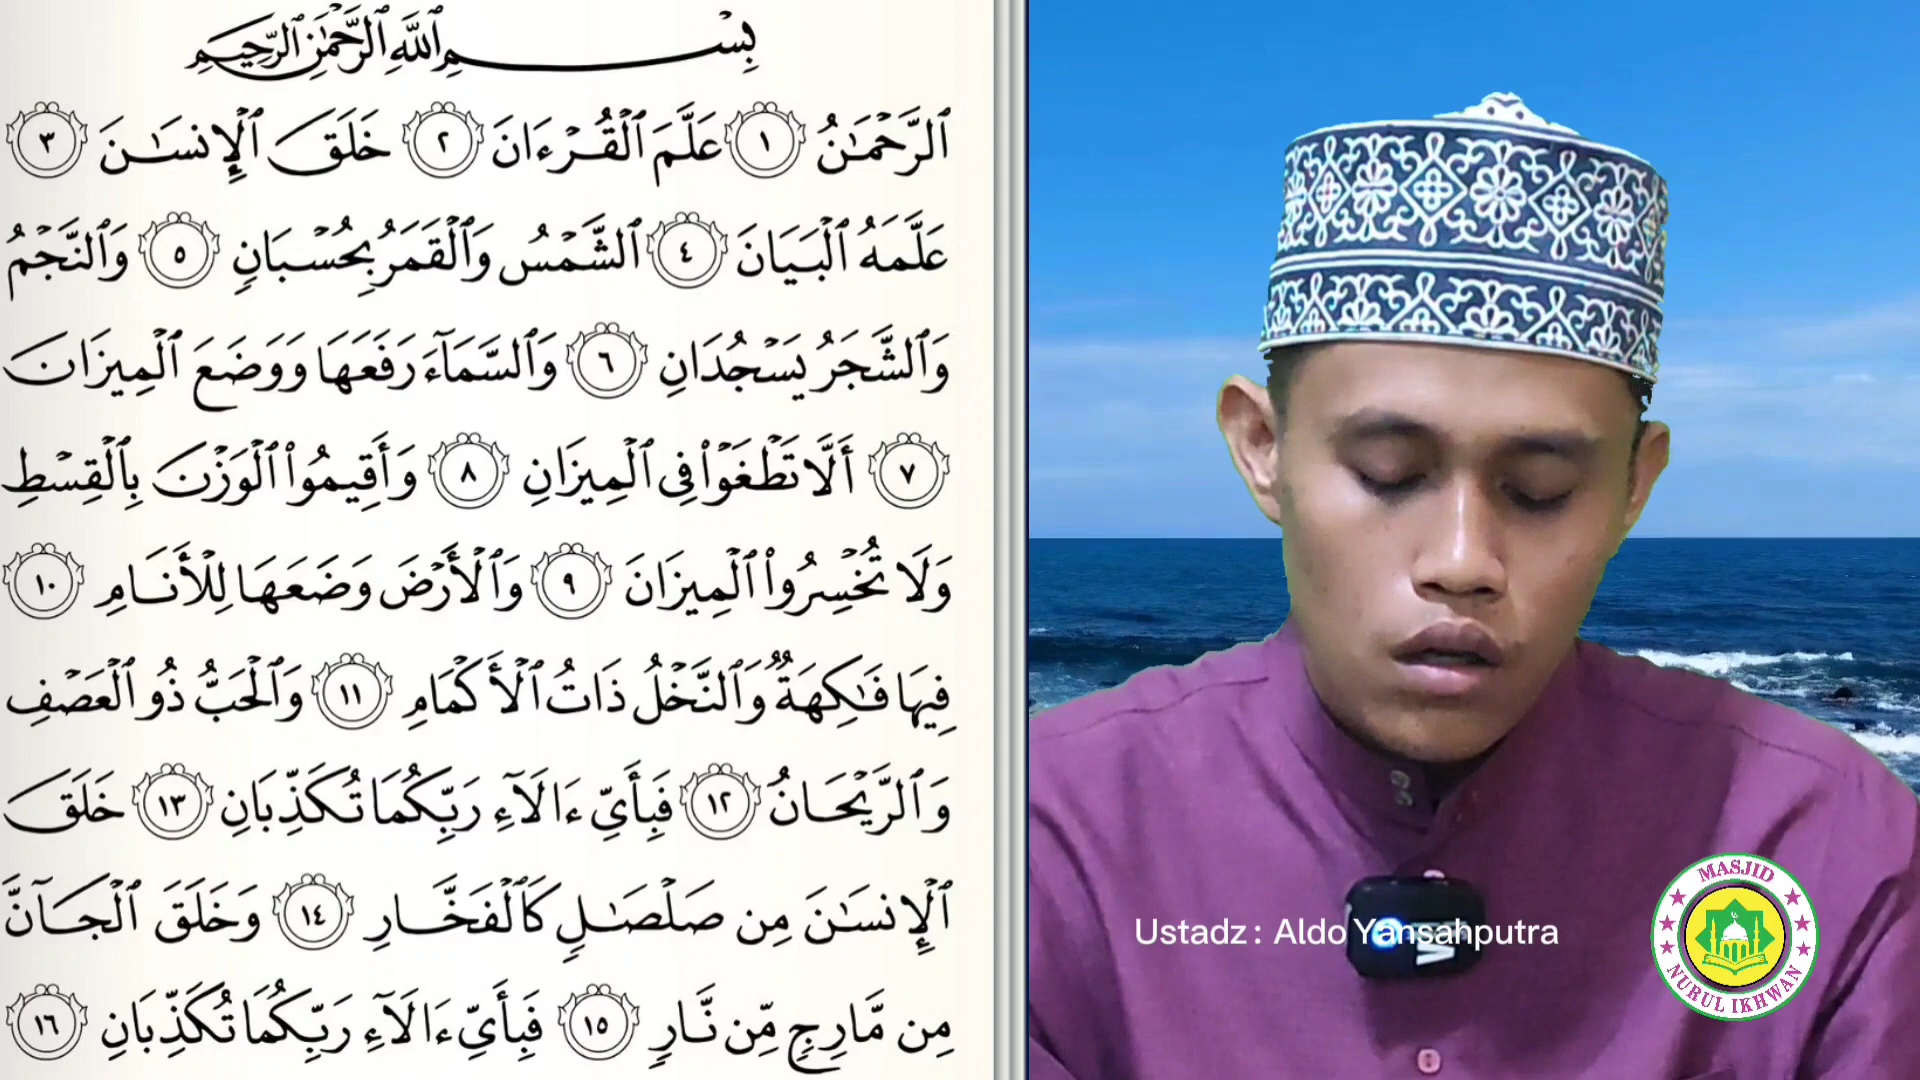 بِسْمِ ٱللَّهِ ٱلرَّحْمَٰنِ ٱلرَّحِيمِ
ٱلرَّحْمَٰنُ ١ عَلَّمَ ٱلْقُرْءَانَ ٢ خَلَقَ ٱلْإِنسَٰنَ ٣
عَلَّمَهُ ٱلْبَيَانَ ٤ ٱلشَّمْسُ وَٱلْقَمَرُ بِحُسْبَانٍ ٥ وَٱلنَّجْمُ
وَٱلشَّجَرُ يَسْجُدَانِ ٦ وَٱلسَّمَآءَ رَفَعَهَا وَوَضَعَ ٱلْمِيزَانَ
٧ أَلَّا تَطْغَوْا۟ فِى ٱلْمِيزَانِ ٨ وَأَقِيمُوا۟ ٱلْوَزْنَ بِٱلْقِسْطِ
وَلَا تُخْسِرُوا۟ ٱلْمِيزَانَ ٩ وَٱلْأَرْضَ وَضَعَهَا لِلْأَنَامِ ١٠
فِيهَا فَٰكِهَةٌ وَٱلنَّخْلُ ذَاتُ ٱلْأَكْمَامِ ١١ وَٱلْحَبُّ ذُو ٱلْعَصْفِ
وَٱلرَّيْحَانُ ١٢ فَبِأَىِّ ءَالَآءِ رَبِّكُمَا تُكَذِّبَانِ ١٣ خَلَقَ
ٱلْإِنسَٰنَ مِن صَلْصَٰلٍ كَٱلْفَخَّارِ ١٤ وَخَلَقَ ٱلْجَآنَّ
مِن مَّارِجٍ مِّن نَّارٍ ١٥ فَبِأَىِّ ءَالَآءِ رَبِّكُمَا تُكَذِّبَانِ ١٦
Ustadz : Aldo Yansahputra
MASJID
NURUL IKHWAN